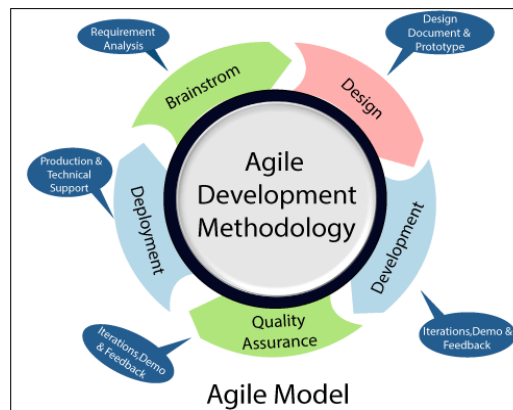 Requirement
Analysis
Design
Document &
Prototype
Brainstrom
Design
Production &
Technical
Support
Agile
Development
Methodology
Deployment
Development
Quality
Assurance
Iterations,Demo
& Feedback
Iterations,Demo &
Feedback
Agile Model